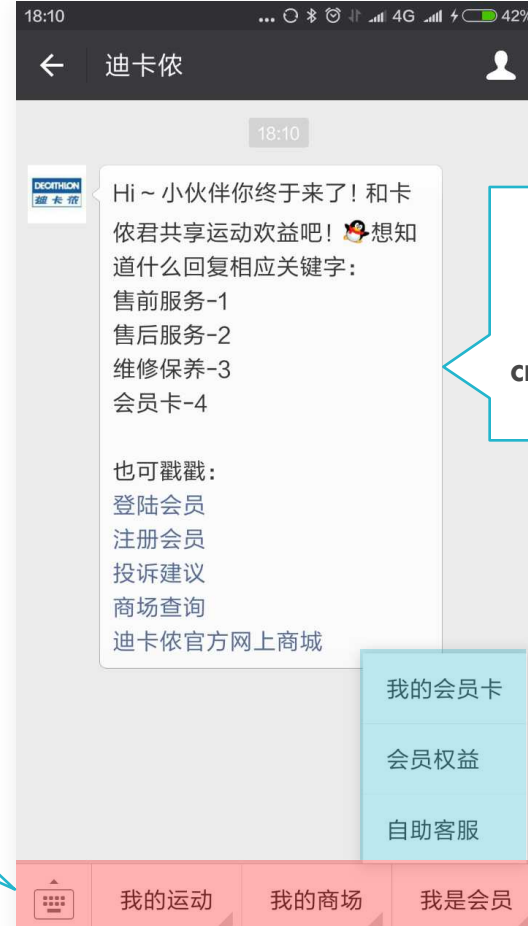 18:10
... 4G 42%
迪卡侬
18:10
DECATHLON
迪卡侬
Hi ~ 小伙伴你终于来了! 和卡
侬君共享运动欢益吧! 想知
道什么回复相应关键字:
售前服务-1
售后服务-2
维修保养-3
会员卡-4
也可戳戳:
登陆会员
注册会员
投诉建议
商场查询
迪卡侬官方网上商城
我的会员卡
会员权益
自助客服
我的运动
我的商场
我是会员